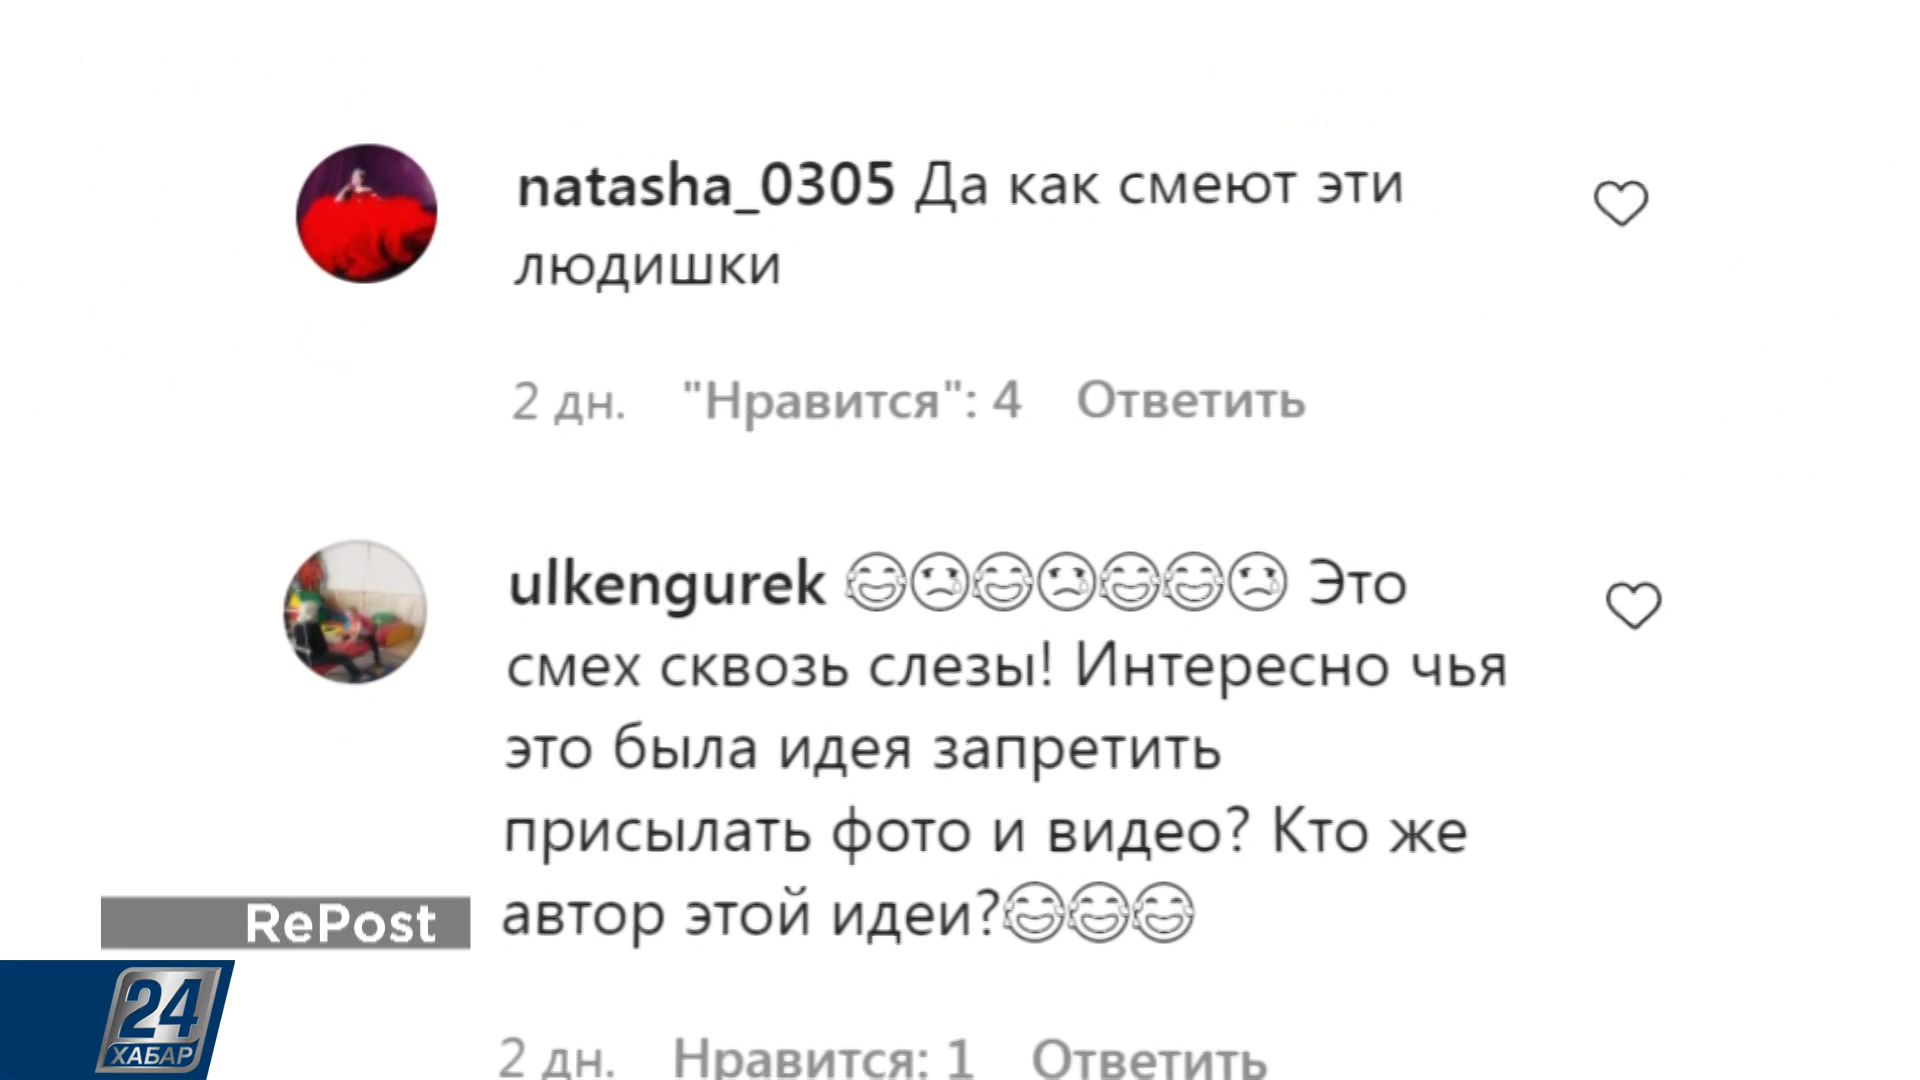 natasha_0305 Да как смеют эти
людишки
2 дн. "Нравится": 4 Ответить
ulkengurek 😂😢😂😢😂😂😢 Это
смех сквозь слезы! Интересно чья
это была идея запретить
присылать фото и видео? Кто же
автор этой идеи?😂😂😂
RePost
2 дн. Нравится: 1 Ответить
24
ХАБАР